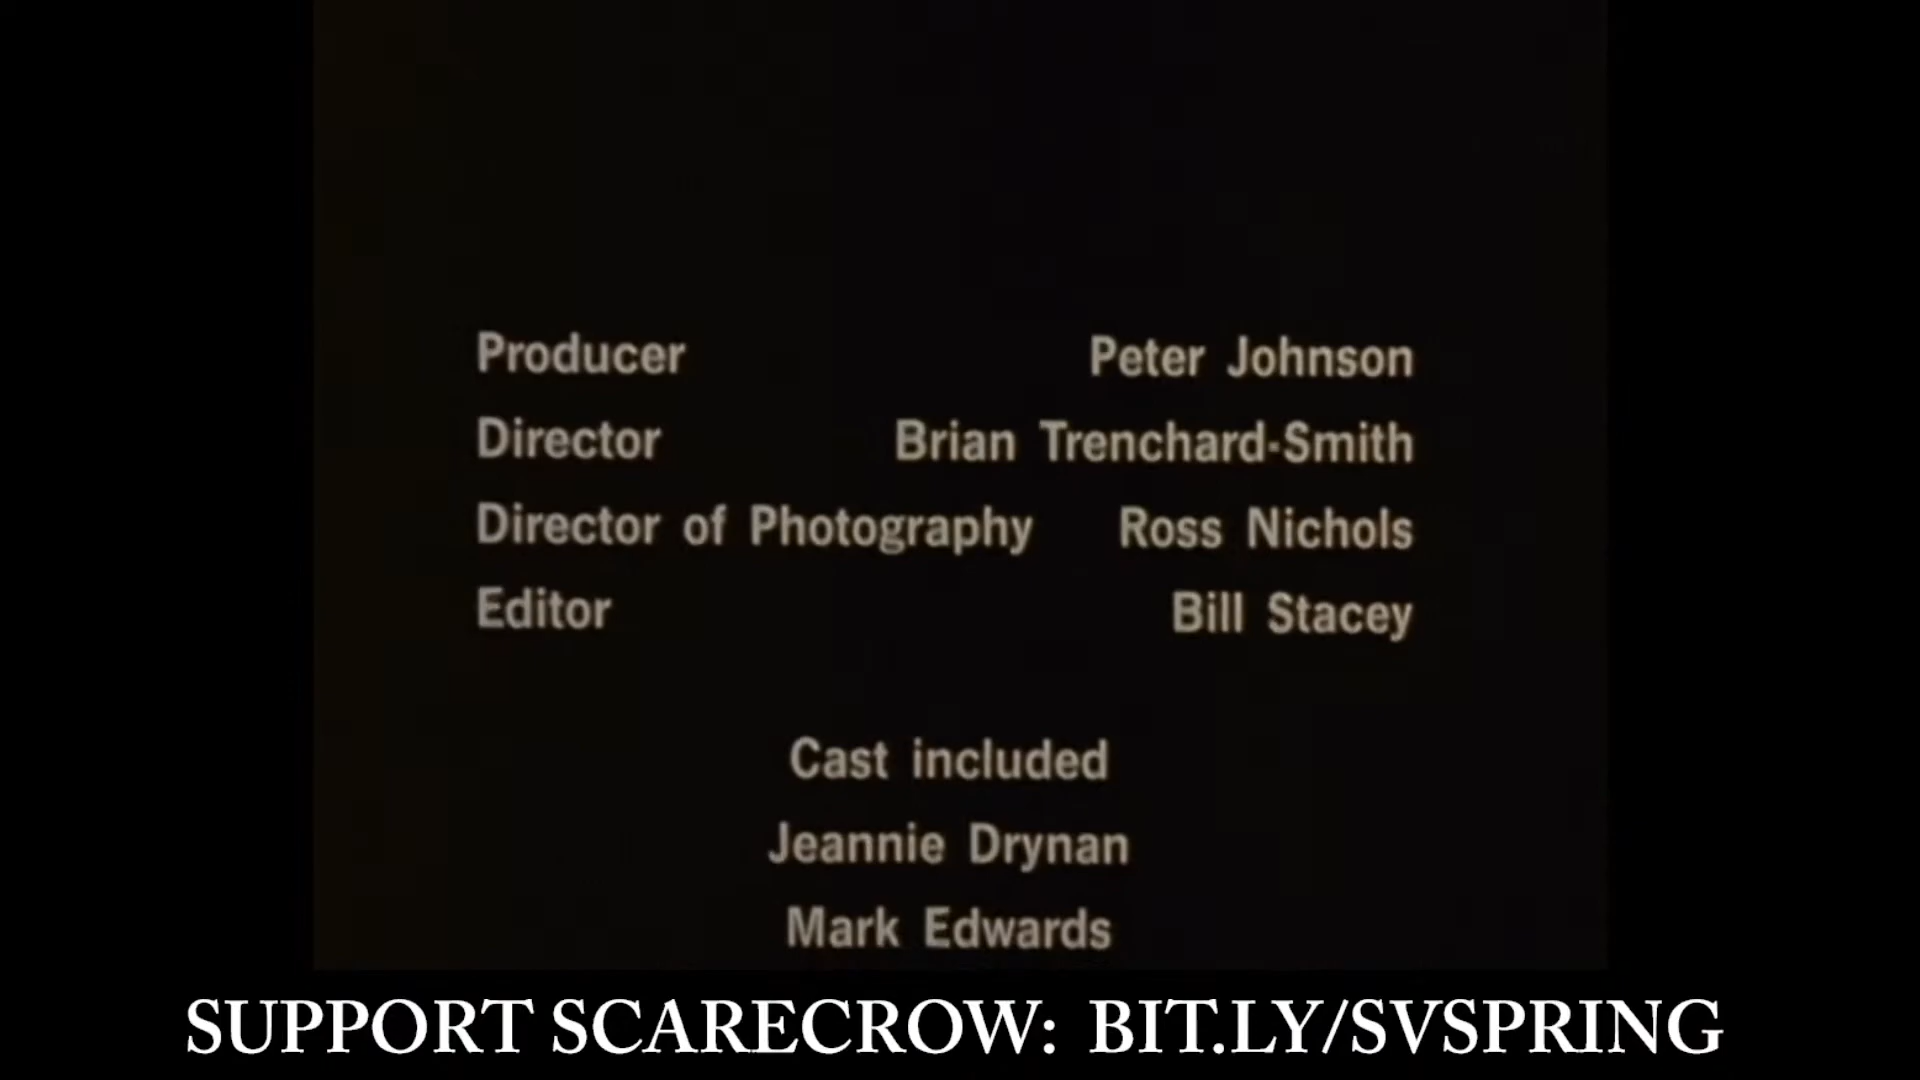 Producer Peter Johnson
Director Brian Trenchard-Smith
Director of Photography Ross Nichols
Editor Bill Stacey
Cast included
Jeannie Drynan
Mark Edwards
SUPPORT SCARECROW: BIT.LY/SVSPRING